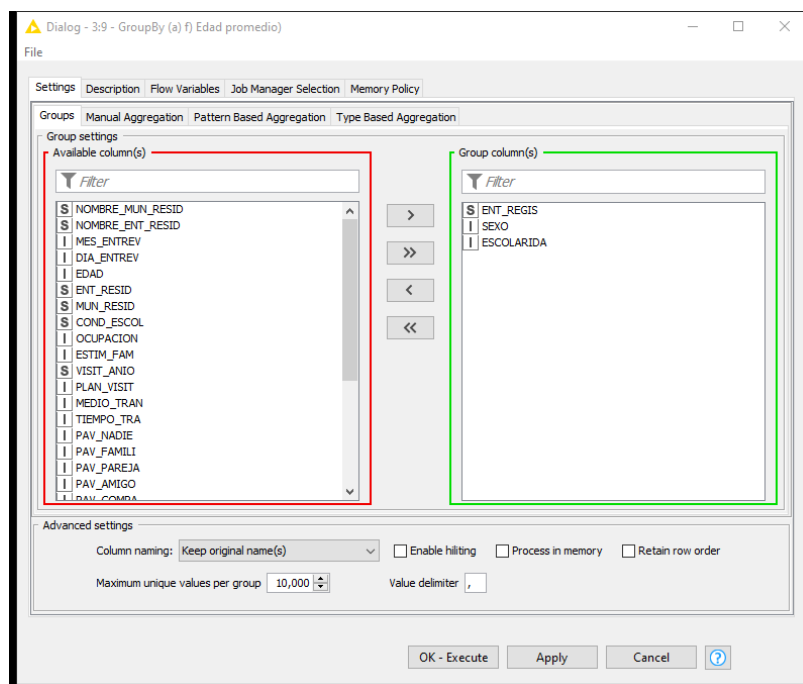 Dialog - 3:9 - GroupBy (a) f) Edad promedio)
File
Settings Description Flow Variables Job Manager Selection Memory Policy
Groups Manual Aggregation Pattern Based Aggregation Type Based Aggregation
Group settings
Available column(s)
Filter
S NOMBRE_MUN_RESID
S NOMBRE_ENT_RESID
I MES_ENTREV
I DIA_ENTREV
I EDAD
S ENT_RESID
S MUN_RESID
S COND_ESCOL
I OCUPACION
I ESTIM_FAM
S VISIT_ANIO
I PLAN_VISIT
I MEDIO_TRAN
I TIEMPO_TRA
I PAV_NADIE
I PAV_FAMILI
I PAV_PAREJA
I PAV_AMIGO
I PAV_COMPA
>
>>
<
<<
Group column(s)
Filter
S ENT_REGIS
I SEXO
I ESCOLARIDA
Advanced settings
Column naming: Keep original name(s) Enable hiliting Process in memory Retain row order
Maximum unique values per group 10,000 Value delimiter ,
OK - Execute Apply Cancel ?